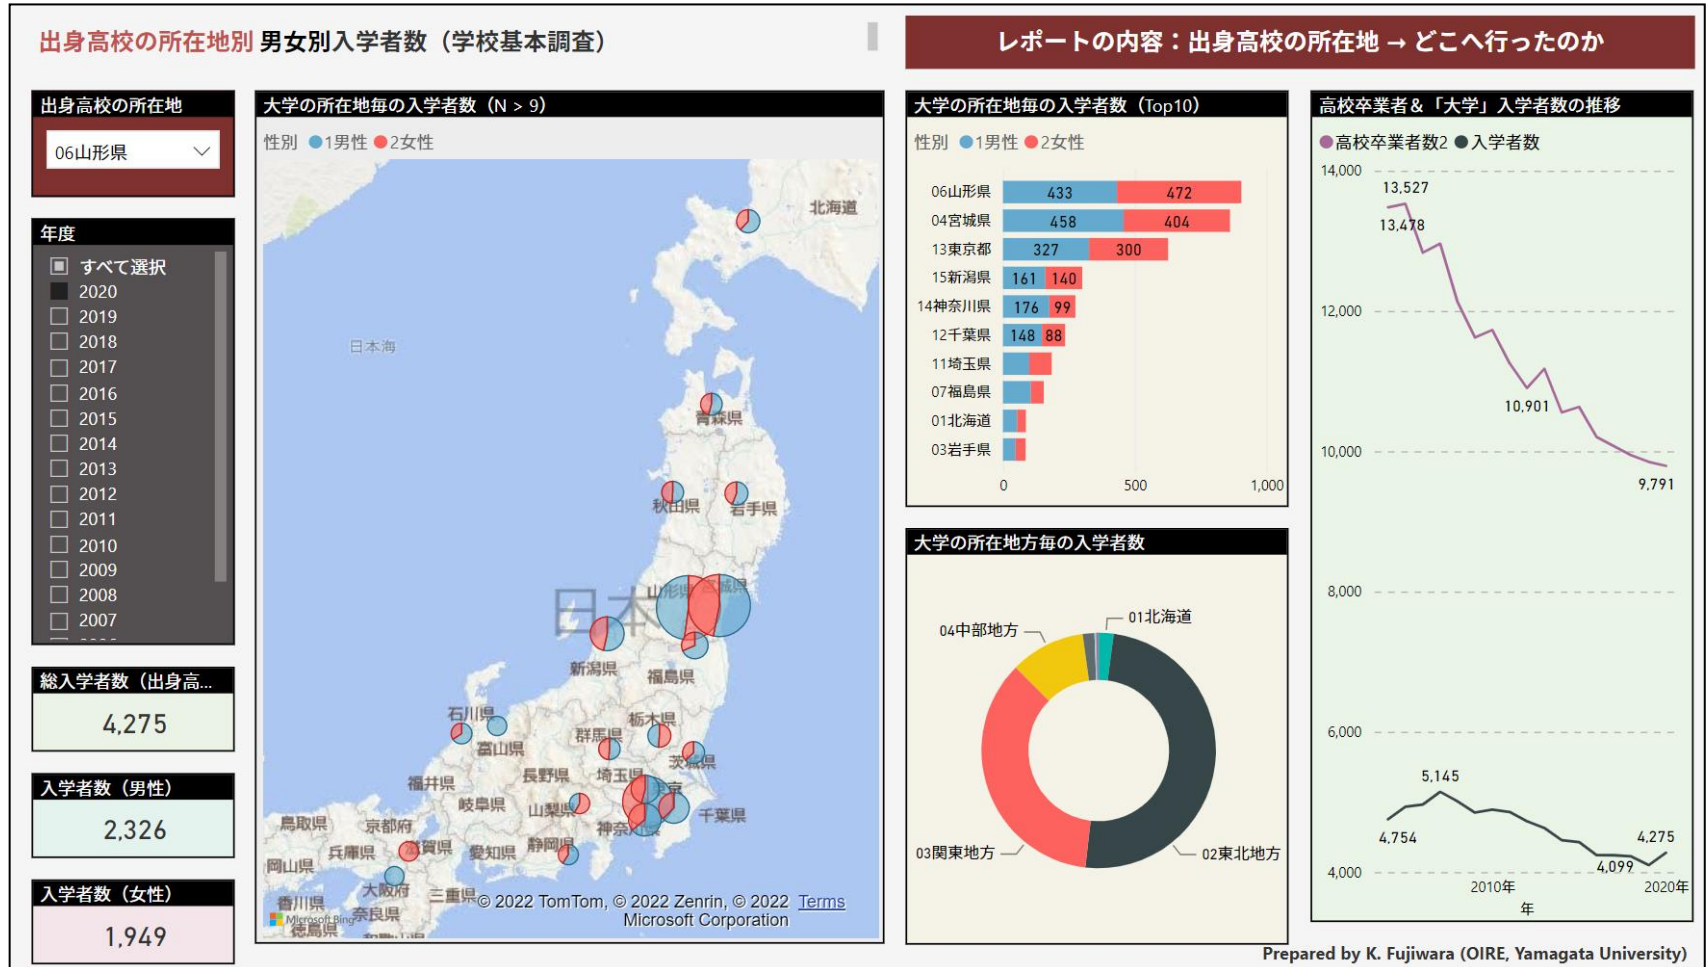 出身高校の所在地別 男女別入学者数（学校基本調査）
レポートの内容：出身高校の所在地 → どこへ行ったのか
出身高校の所在地
06山形県
年度
すべて選択
2020
2019
2018
2017
2016
2015
2014
2013
2012
2011
2010
2009
2008
2007
総入学者数（出身高...
4,275
入学者数（男性）
2,326
入学者数（女性）
1,949
大学の所在地毎の入学者数（N > 9）
性別 1男性 2女性
北海道
日本海
青森県
秋田県
岩手県
山形県
宮城県
日本
新潟県
福島県
石川県
栃木県
富山県
群馬県
茨城県
福井県
長野県
埼玉県
東京
岐阜県
山梨県
神奈川県
千葉県
鳥取県
京都府
兵庫県
滋賀県
愛知県
静岡県
岡山県
大阪府
三重県
香川県
奈良県
徳島県
Microsoft Bing
© 2022 TomTom, © 2022 Zenrin, © 2022 Terms
Microsoft Corporation
大学の所在地毎の入学者数（Top10）
性別 1男性 2女性
06山形県 433 472
04宮城県 458 404
13東京都 327 300
15新潟県 161 140
14神奈川県 176 99
12千葉県 148 88
11埼玉県
07福島県
01北海道
03岩手県
0 500 1,000
大学の所在地方毎の入学者数
01北海道
04中部地方
03関東地方
02東北地方
高校卒業者＆「大学」入学者数の推移
高校卒業者数2 入学者数
14,000
13,527
13,478
12,000
10,901
10,000
9,791
8,000
6,000
5,145
4,754
4,275
4,099
4,000
2010年 2020年
年
Prepared by K. Fujiwara (OIRE, Yamagata University)